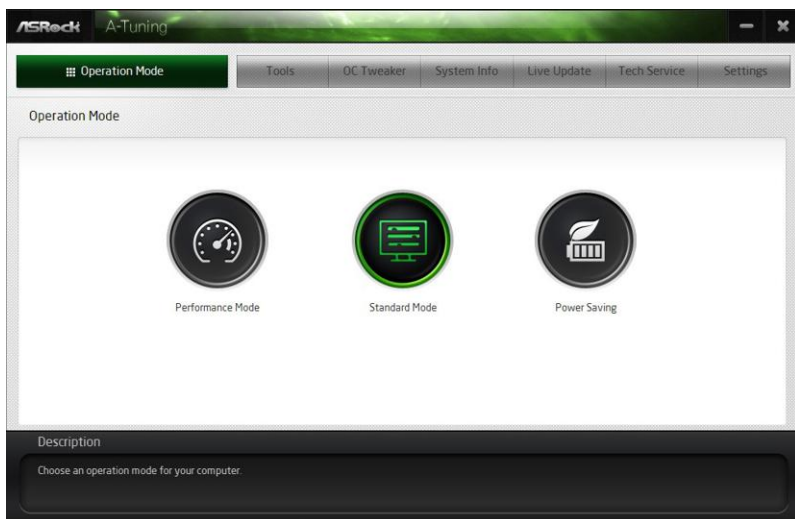 ASRock A-Tuning
Operation Mode Tools OC Tweaker System Info Live Update Tech Service Settings
Operation Mode
Performance Mode Standard Mode Power Saving
Description
Choose an operation mode for your computer.